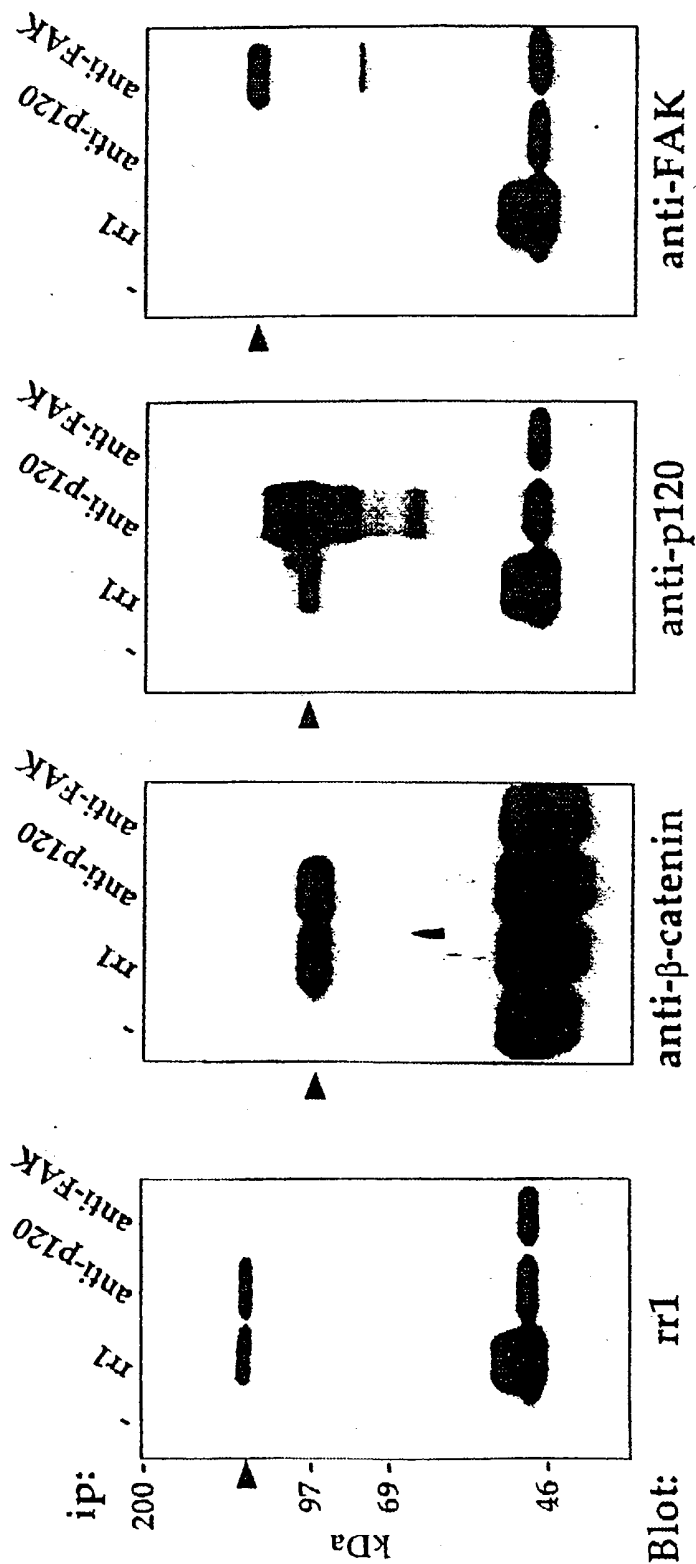 ip:
- rr1 anti-p120 anti-FAK
- rr1 anti-p120 anti-FAK
- rr1 anti-p120 anti-FAK
- rr1 anti-p120 anti-FAK
200 -
97 -
69 -
46 -
kDa
Blot:
rr1
anti-β-catenin
anti-p120
anti-FAK